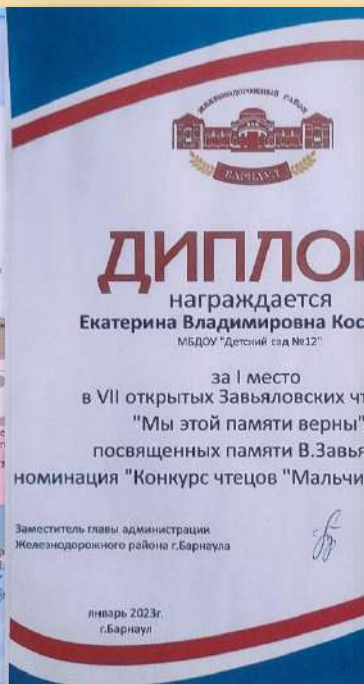 ЖЕЛЕЗНОДОРОЖНЫЙ РАЙОН
БАРНАУЛ
ДИПЛО
награждается
Екатерина Владимировна Кос
МБДОУ "Детский сад №12"
за I место
в VII открытых Завьяловских чт
"Мы этой памяти верны"
посвященных памяти В.Завья
номинация "Конкурс чтецов "Мальчи
Заместитель главы администрации
Железнодорожного района г.Барнаула
январь 2023г.
г.Барнаул